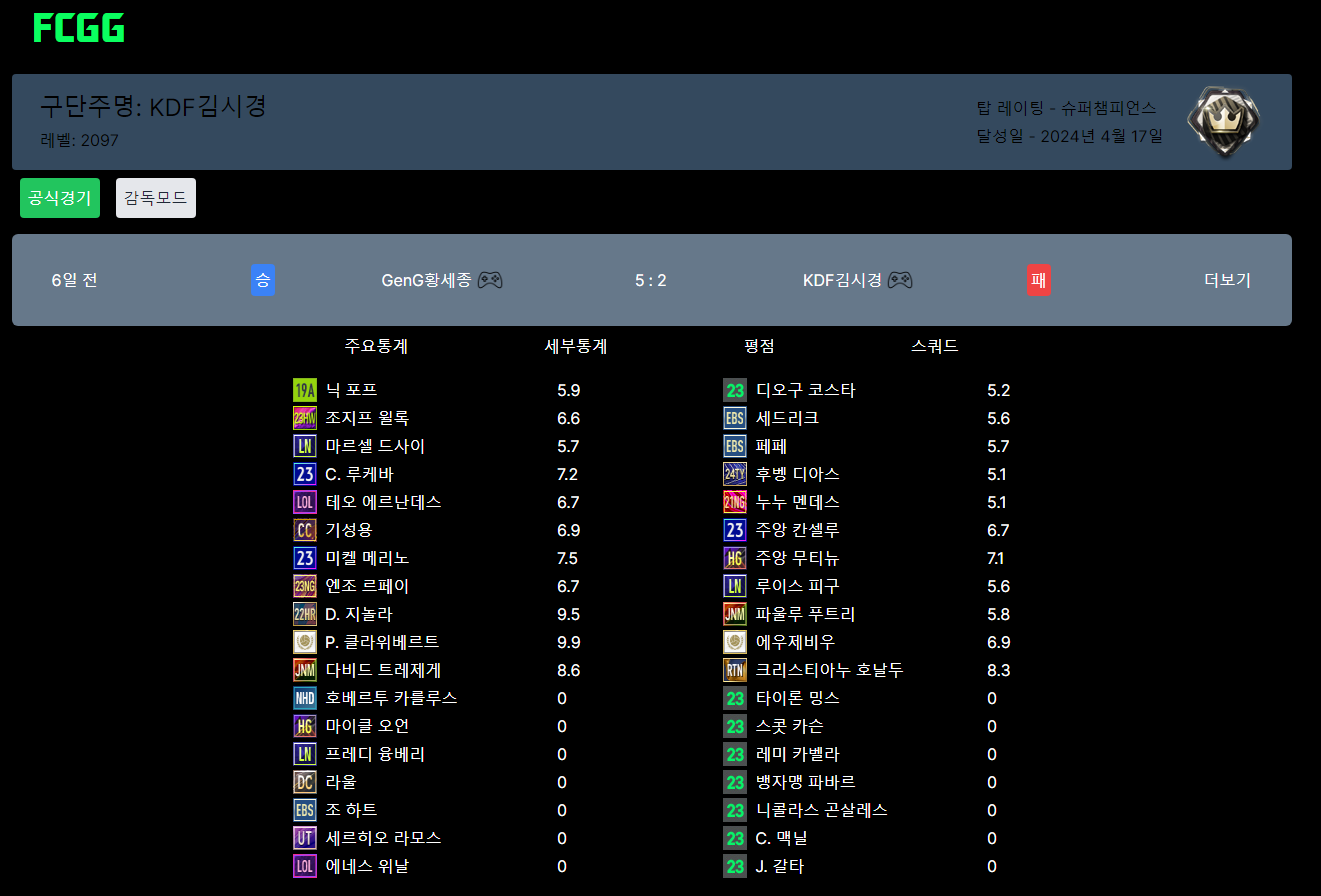 FCGG
구단주명: KDF김시경
레벨: 2097
탑 레이팅 - 슈퍼챔피언스
달성일 - 2024년 4월 17일
공식경기 감독모드
6일 전 승 GenG황세종 5 : 2 KDF김시경 패 더보기
주요통계 세부통계 평점 스쿼드
19A 닉 포프 5.9 23 디오구 코스타 5.2
23HW 조지프 윌록 6.6 EBS 세드리크 5.6
LN 마르셀 드사이 5.7 EBS 페페 5.7
23 C. 루케바 7.2 24TY 후벵 디아스 5.1
LOL 테오 에르난데스 6.7 21NG 누누 멘데스 5.1
CC 기성용 6.9 23 주앙 칸셀루 6.7
23 미켈 메리노 7.5 HG 주앙 무티뉴 7.1
23NG 엔조 르페이 6.7 LN 루이스 피구 5.6
22HR D. 지놀라 9.5 JNM 파울루 푸트리 5.8
P. 클라위베르트 9.9 에우제비우 6.9
JNM 다비드 트레제게 8.6 RTN 크리스티아누 호날두 8.3
NHD 호베르투 카를루스 0 23 타이론 밍스 0
HG 마이클 오언 0 23 스콧 카슨 0
LN 프레디 융베리 0 23 레미 카벨라 0
DC 라울 0 23 뱅자맹 파바르 0
EBS 조 하트 0 23 니콜라스 곤살레스 0
UT 세르히오 라모스 0 23 C. 맥닐 0
LOL 에네스 위날 0 23 J. 갈타 0